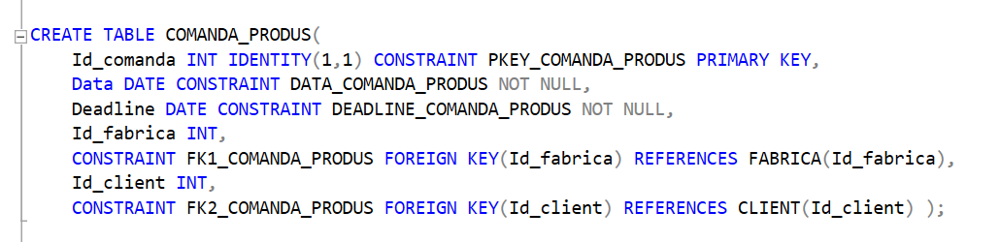 CREATE TABLE COMANDA_PRODUS(
Id_comanda INT IDENTITY(1,1) CONSTRAINT PKEY_COMANDA_PRODUS PRIMARY KEY,
Data DATE CONSTRAINT DATA_COMANDA_PRODUS NOT NULL,
Deadline DATE CONSTRAINT DEADLINE_COMANDA_PRODUS NOT NULL,
Id_fabrica INT,
CONSTRAINT FK1_COMANDA_PRODUS FOREIGN KEY(Id_fabrica) REFERENCES FABRICA(Id_fabrica),
Id_client INT,
CONSTRAINT FK2_COMANDA_PRODUS FOREIGN KEY(Id_client) REFERENCES CLIENT(Id_client) );